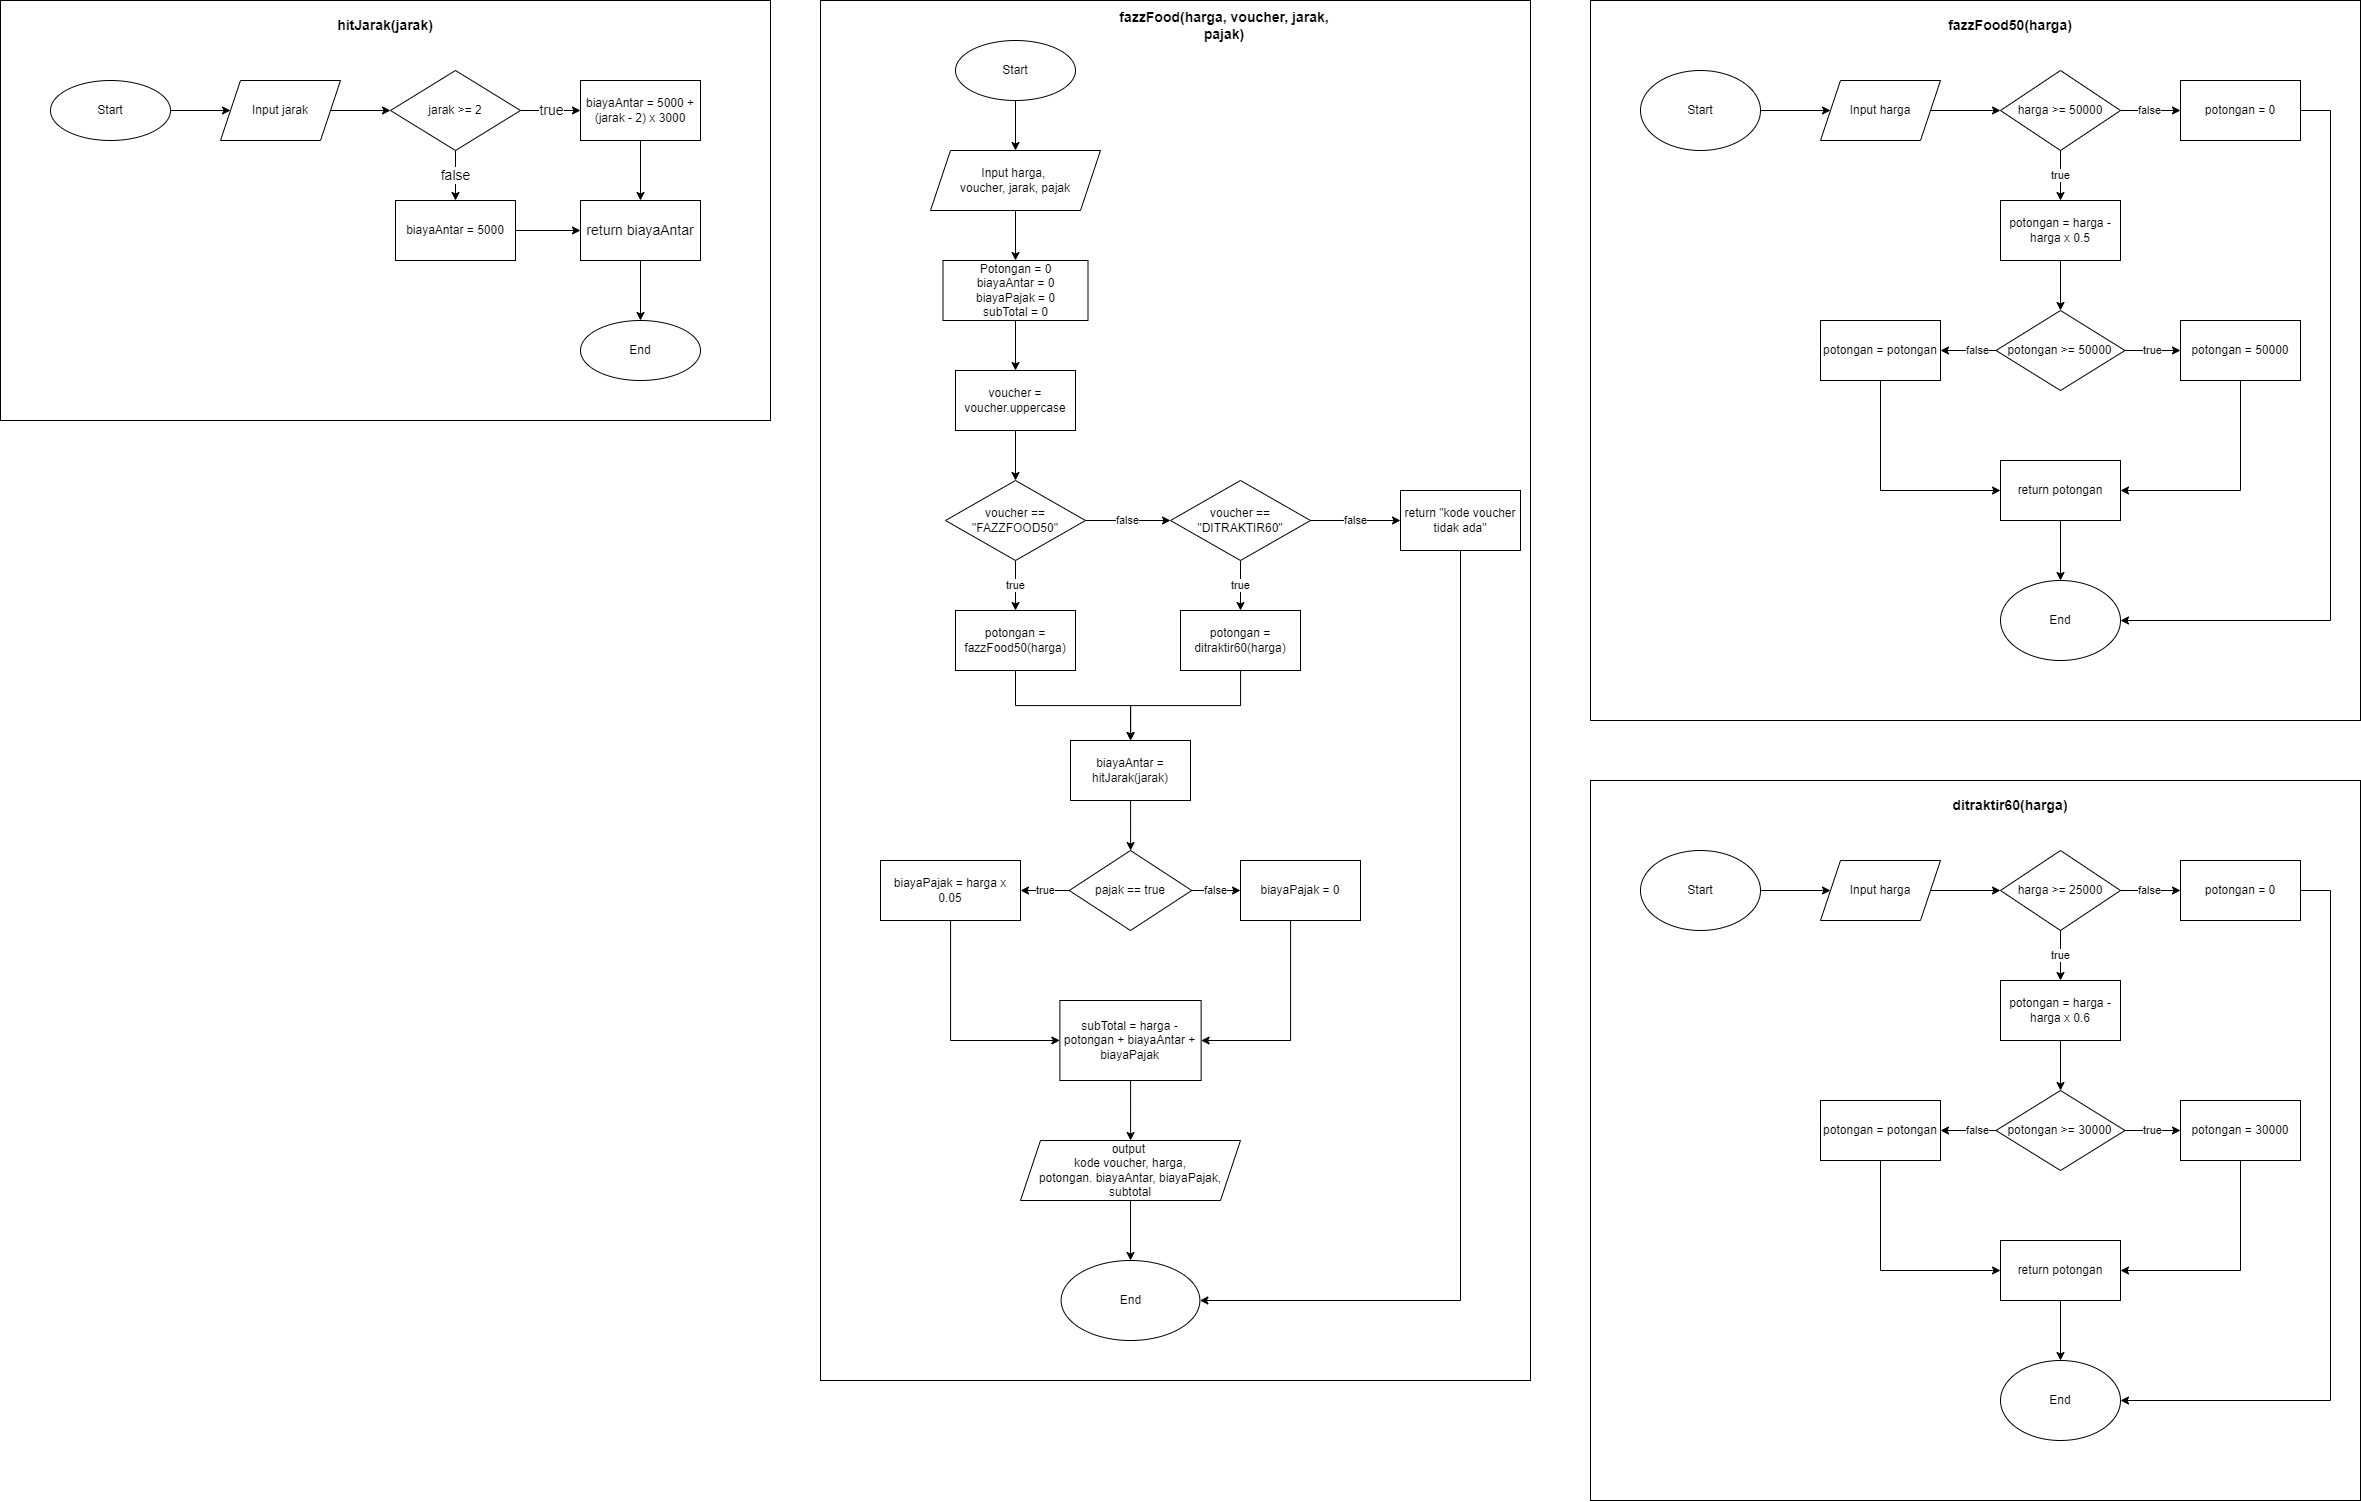 hitJarak(jarak)
Start
Input jarak
jarak >= 2
true
biayaAntar = 5000 +
(jarak - 2) x 3000
false
biayaAntar = 5000
return biayaAntar
End
fazzFood(harga, voucher, jarak,
pajak)
Start
Input harga,
voucher, jarak, pajak
Potongan = 0
biayaAntar = 0
biayaPajak = 0
subTotal = 0
voucher =
voucher.uppercase
voucher ==
"FAZZFOOD50"
false
voucher ==
"DITRAKTIR60"
false
return "kode voucher
tidak ada"
true
true
potongan =
fazzFood50(harga)
potongan =
ditraktir60(harga)
biayaAntar =
hitJarak(jarak)
biayaPajak = harga x
0.05
true
pajak == true
false
biayaPajak = 0
subTotal = harga -
potongan + biayaAntar +
biayaPajak
output
kode voucher, harga,
potongan. biayaAntar, biayaPajak,
subtotal
End
fazzFood50(harga)
Start
Input harga
harga >= 50000
false
potongan = 0
true
potongan = harga -
harga x 0.5
potongan = potongan
false
potongan >= 50000
true
potongan = 50000
return potongan
End
ditraktir60(harga)
Start
Input harga
harga >= 25000
false
potongan = 0
true
potongan = harga -
harga x 0.6
potongan = potongan
false
potongan >= 30000
true
potongan = 30000
return potongan
End